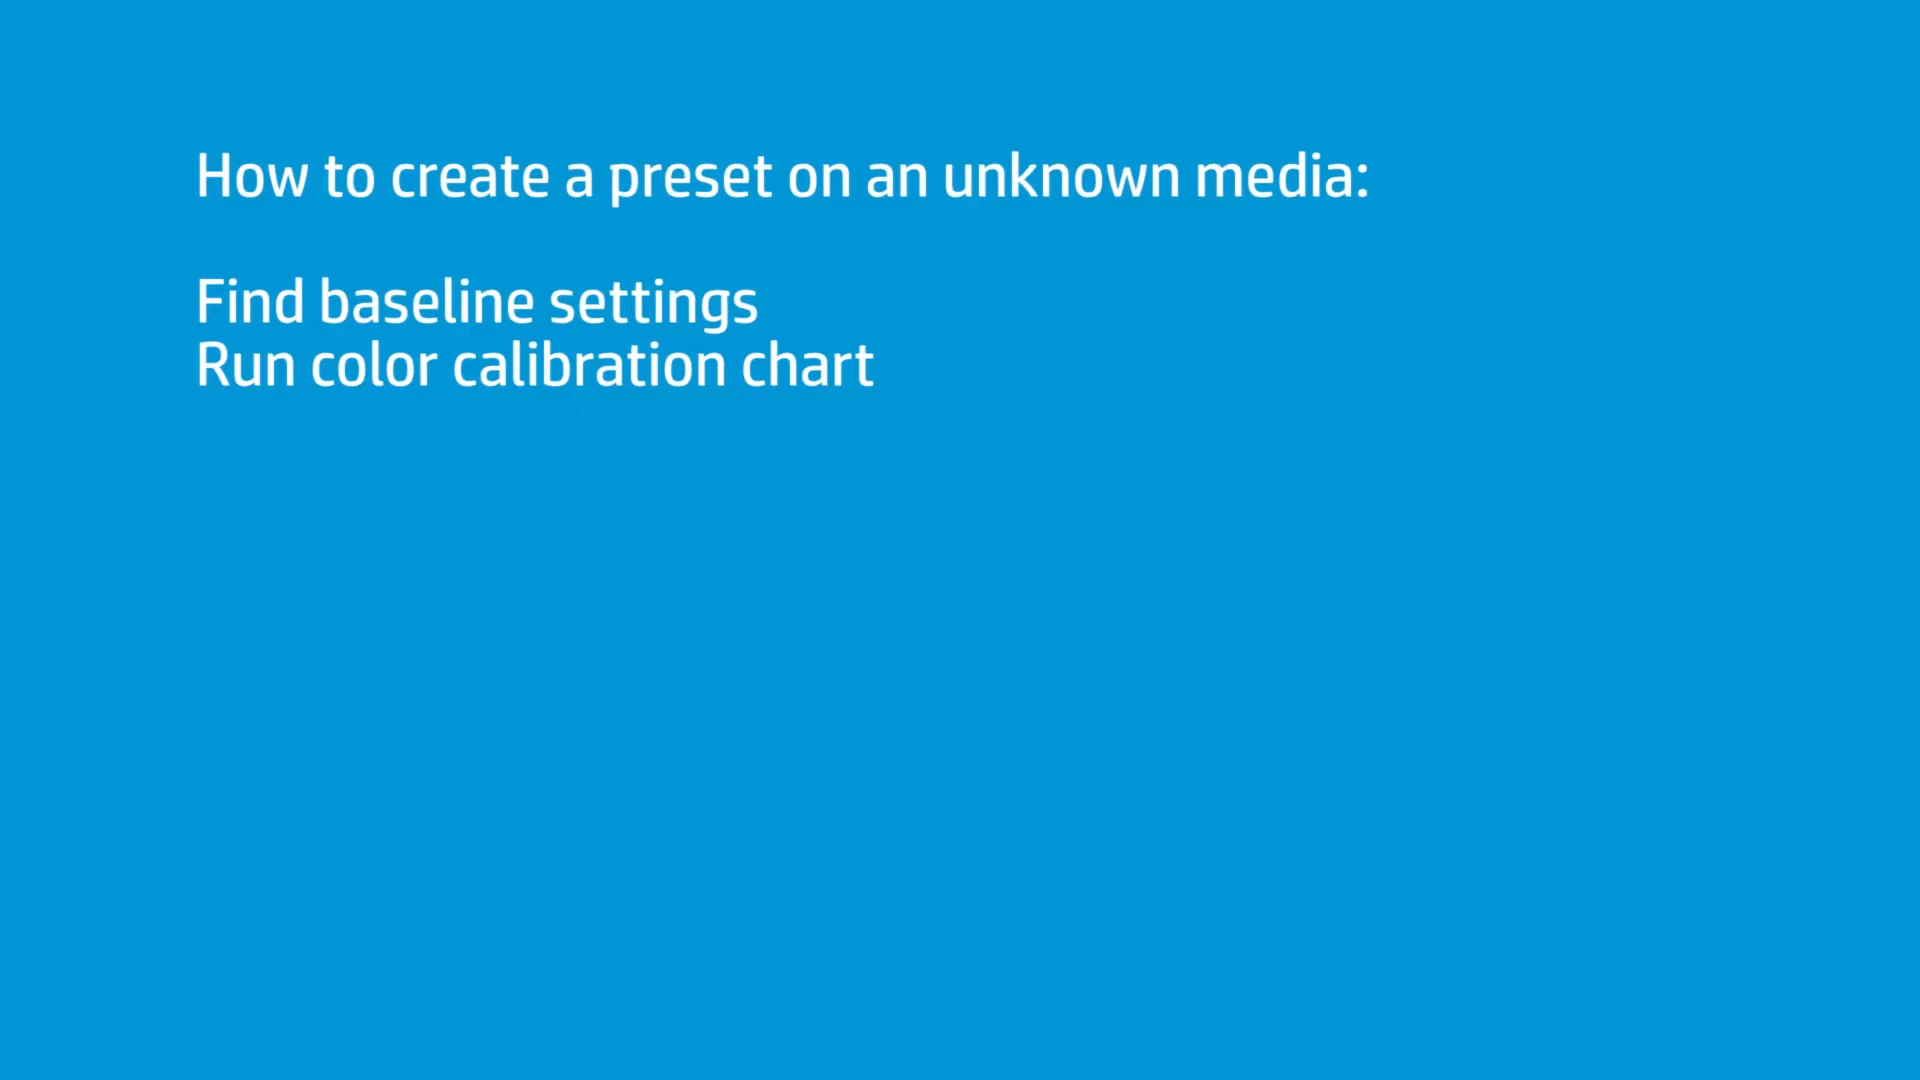 How to create a preset on an unknown media:
Find baseline settings
Run color calibration chart